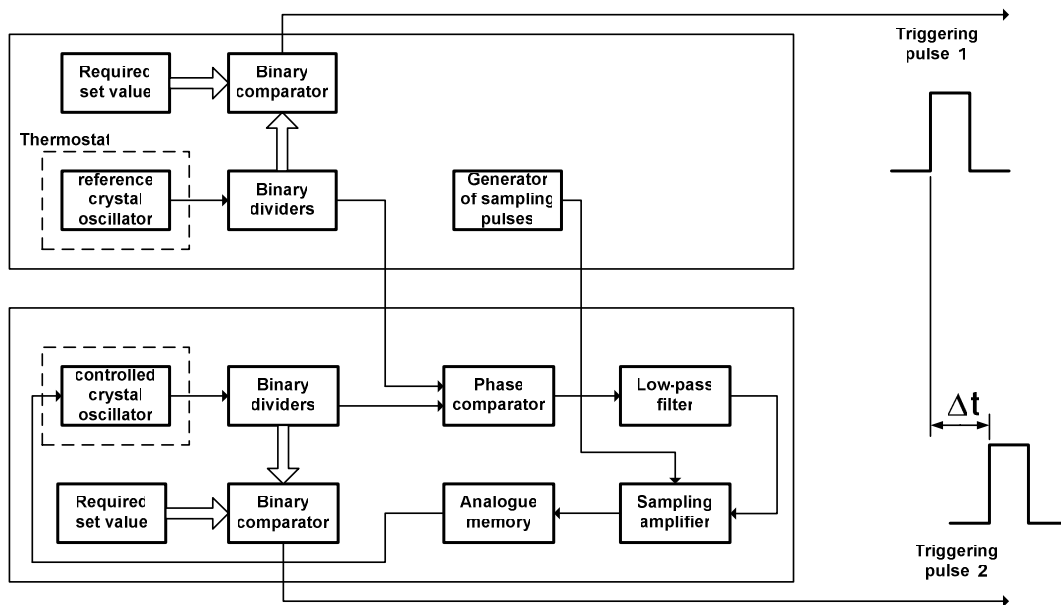 Triggering
pulse 1
Required
set value
Binary
comparator
Thermostat
reference
crystal
oscillator
Binary
dividers
Generator
of sampling
pulses
controlled
crystal
oscillator
Binary
dividers
Phase
comparator
Low-pass
filter
Δt
Required
set value
Binary
comparator
Analogue
memory
Sampling
amplifier
Triggering
pulse 2